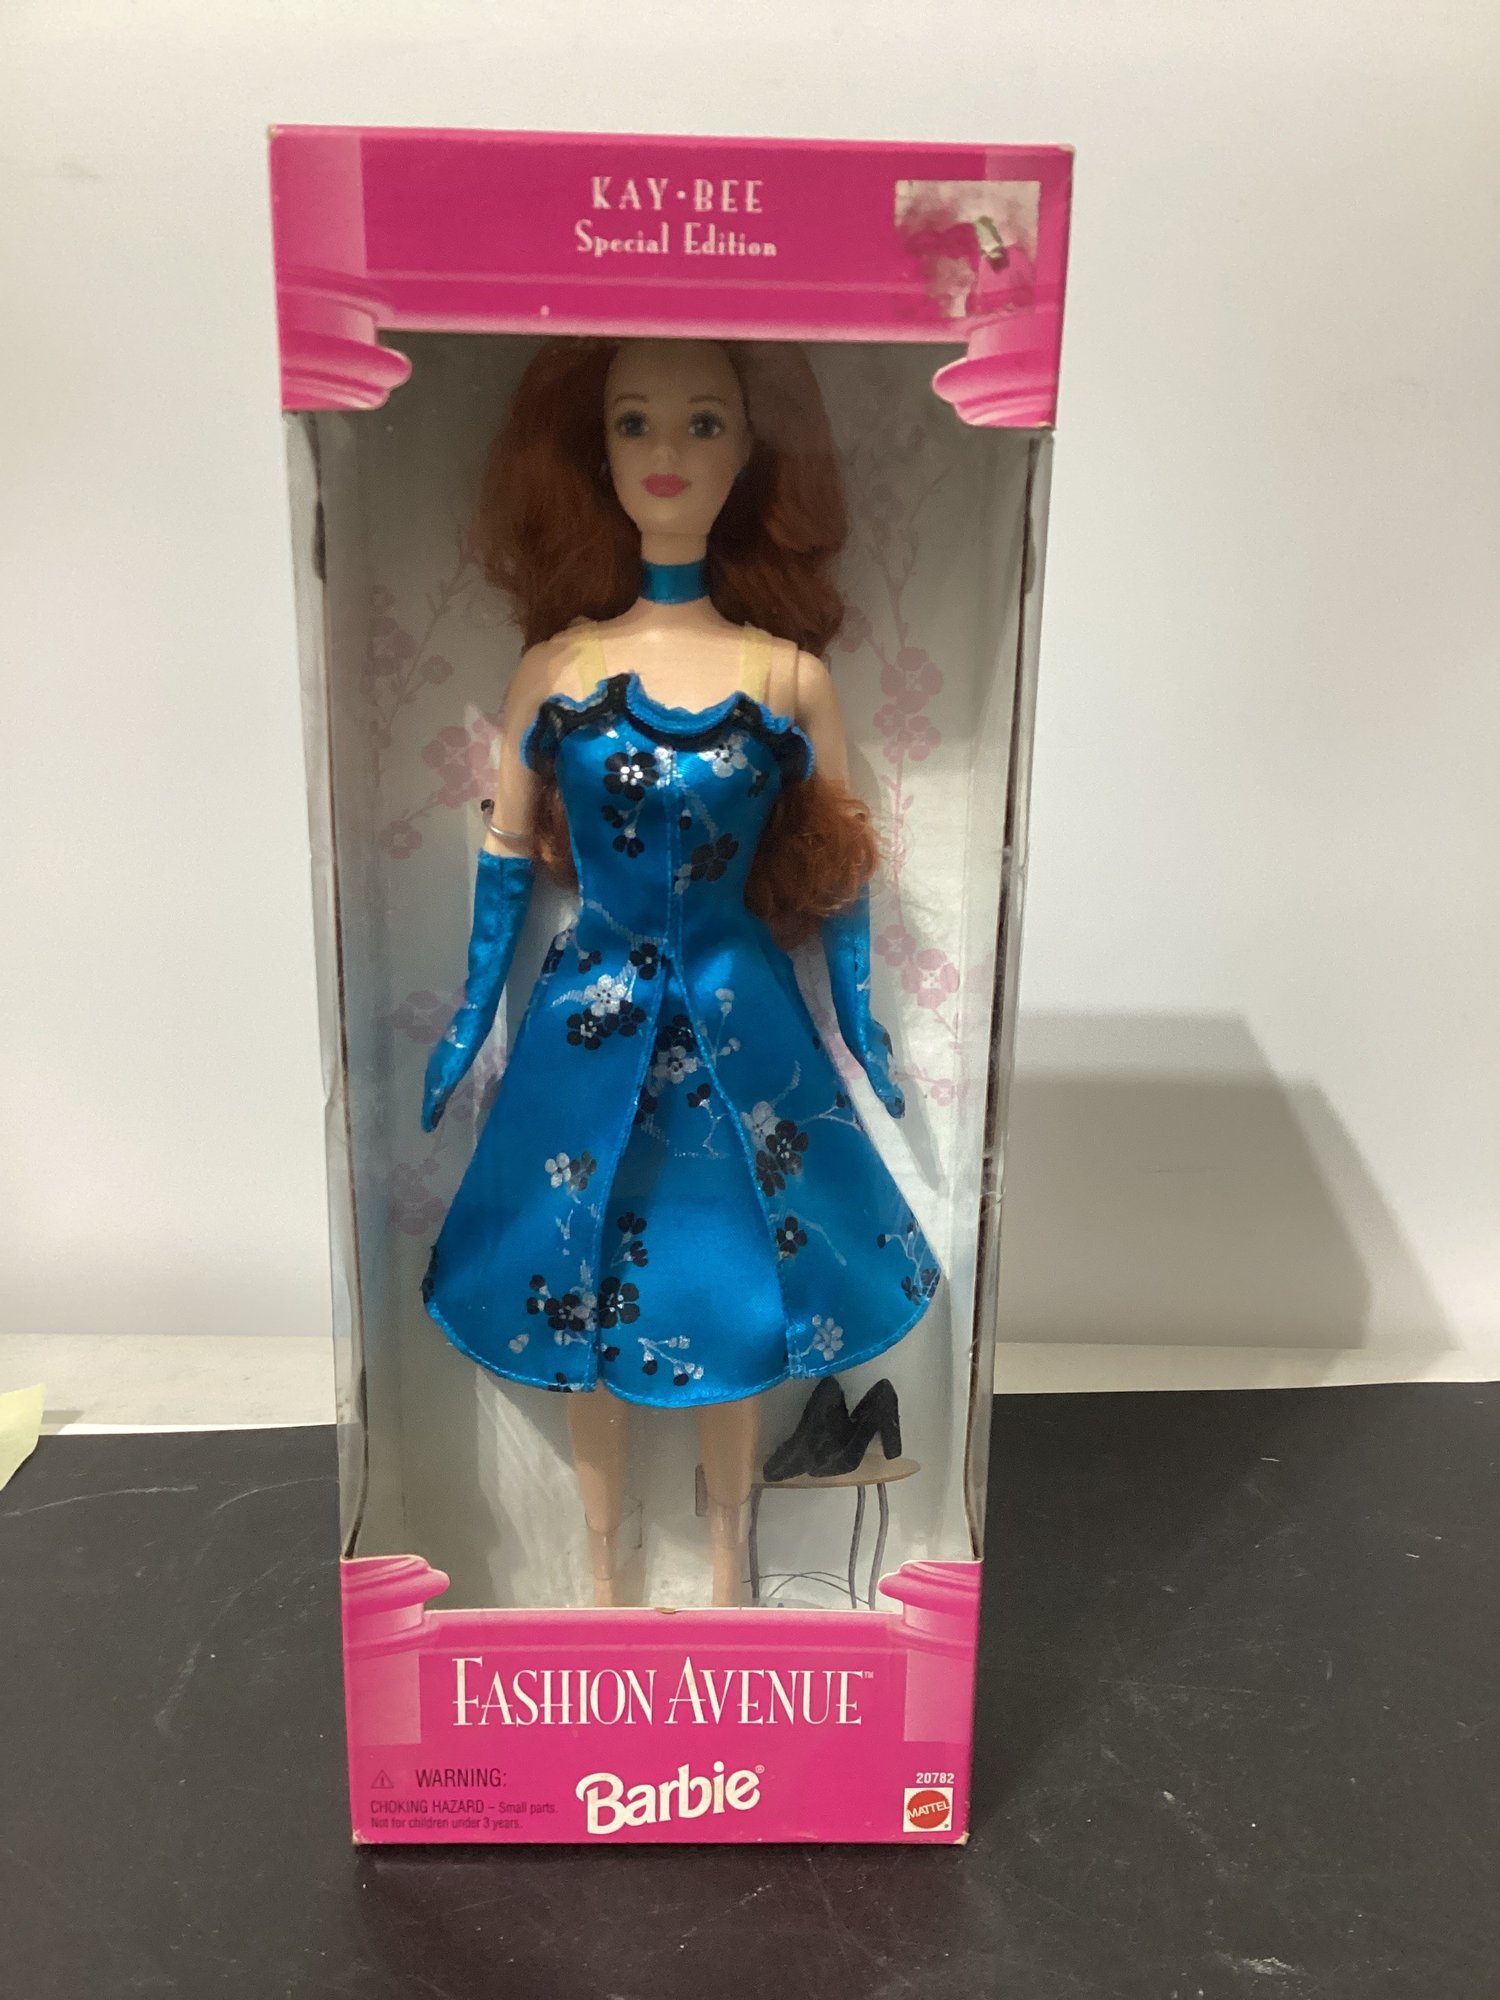 KAY·BEE
Special Edition
FASHION AVENUE™
⚠ WARNING:
CHOKING HAZARD – Small parts.
Not for children under 3 years.
Barbie®
20782
MATTEL